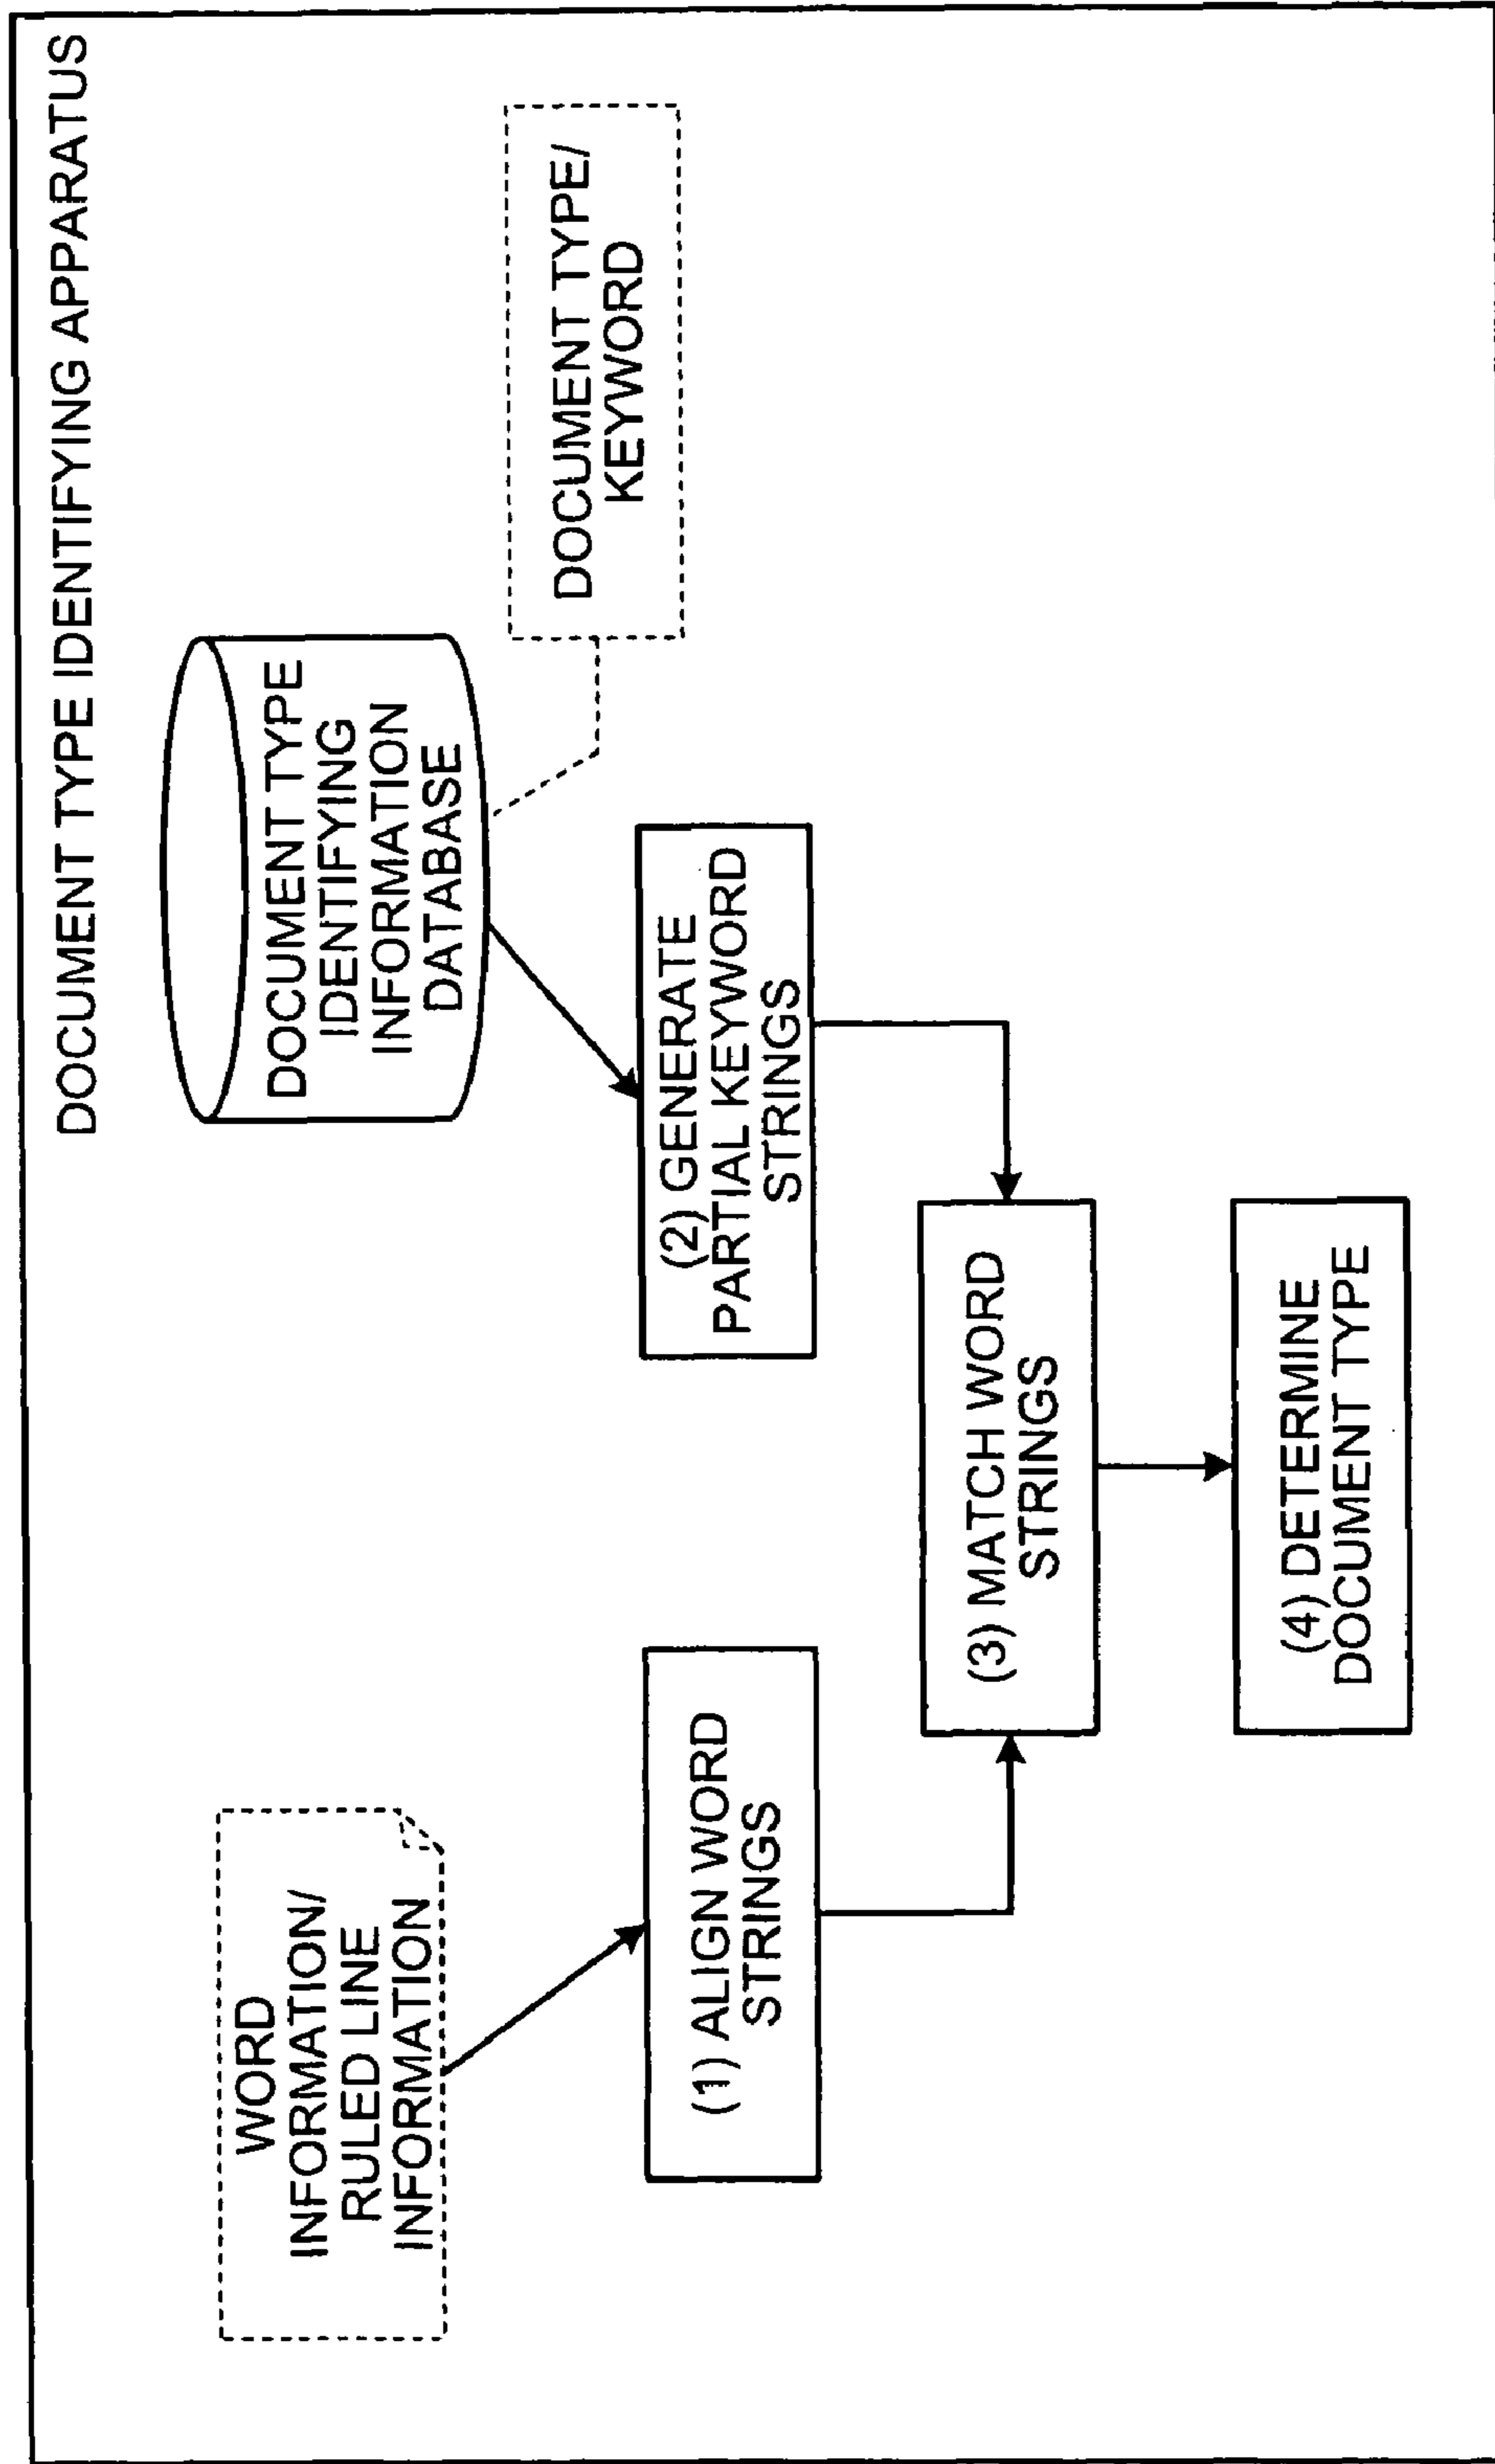 DOCUMENT TYPE IDENTIFYING APPARATUS
WORD
INFORMATION/
RULED LINE
INFORMATION
DOCUMENT TYPE
IDENTIFYING
INFORMATION
DATABASE
DOCUMENT TYPE/
KEYWORD
(1) ALIGN WORD
STRINGS
(2) GENERATE
PARTIAL KEYWORD
STRINGS
(3) MATCH WORD
STRINGS
(4) DETERMINE
DOCUMENT TYPE